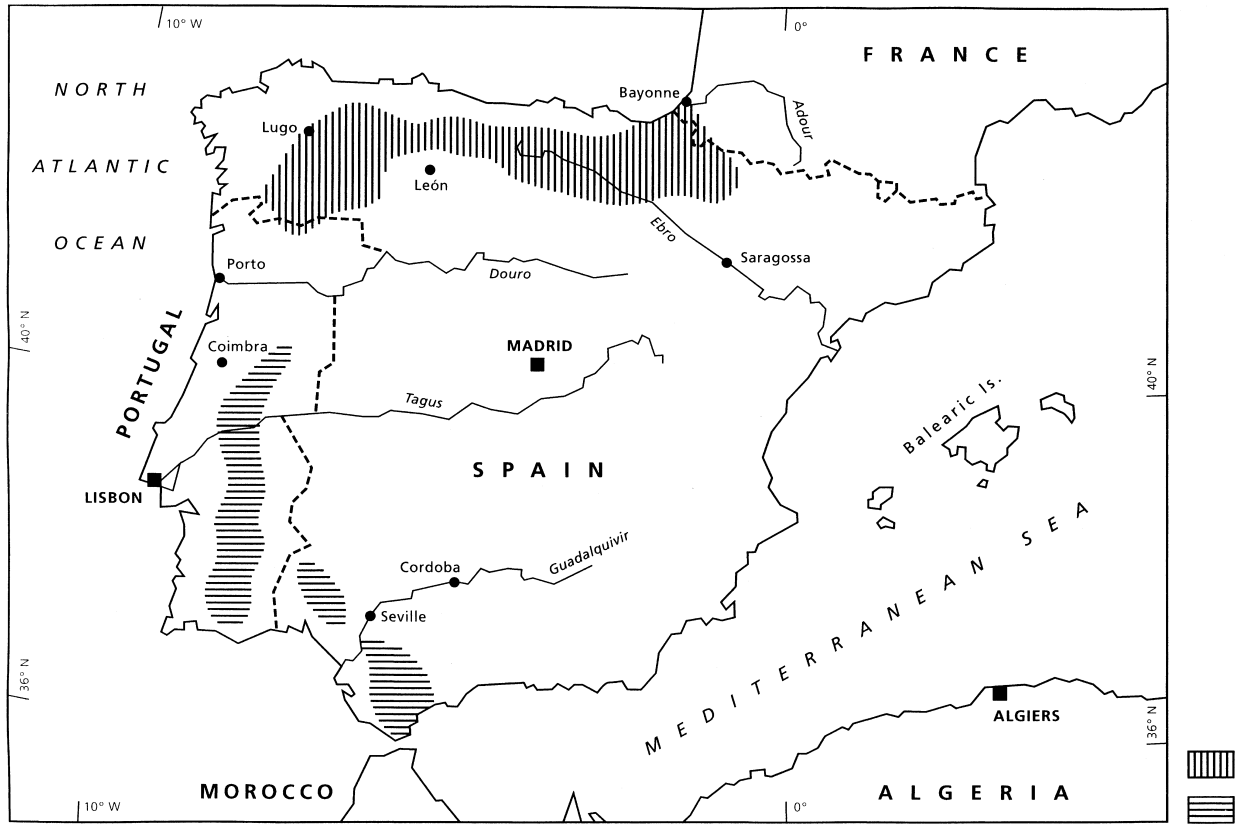 10° W
0°
FRANCE
NORTH
ATLANTIC
OCEAN
Bayonne
Adour
Lugo
León
Ebro
Porto
Douro
Saragossa
40° N
PORTUGAL
Coimbra
MADRID
40° N
Tagus
Balearic Is.
SPAIN
LISBON
MEDITERRANEAN SEA
Cordoba
Guadalquivir
Seville
36° N
ALGIERS
36° N
MOROCCO
ALGERIA
10° W
0°